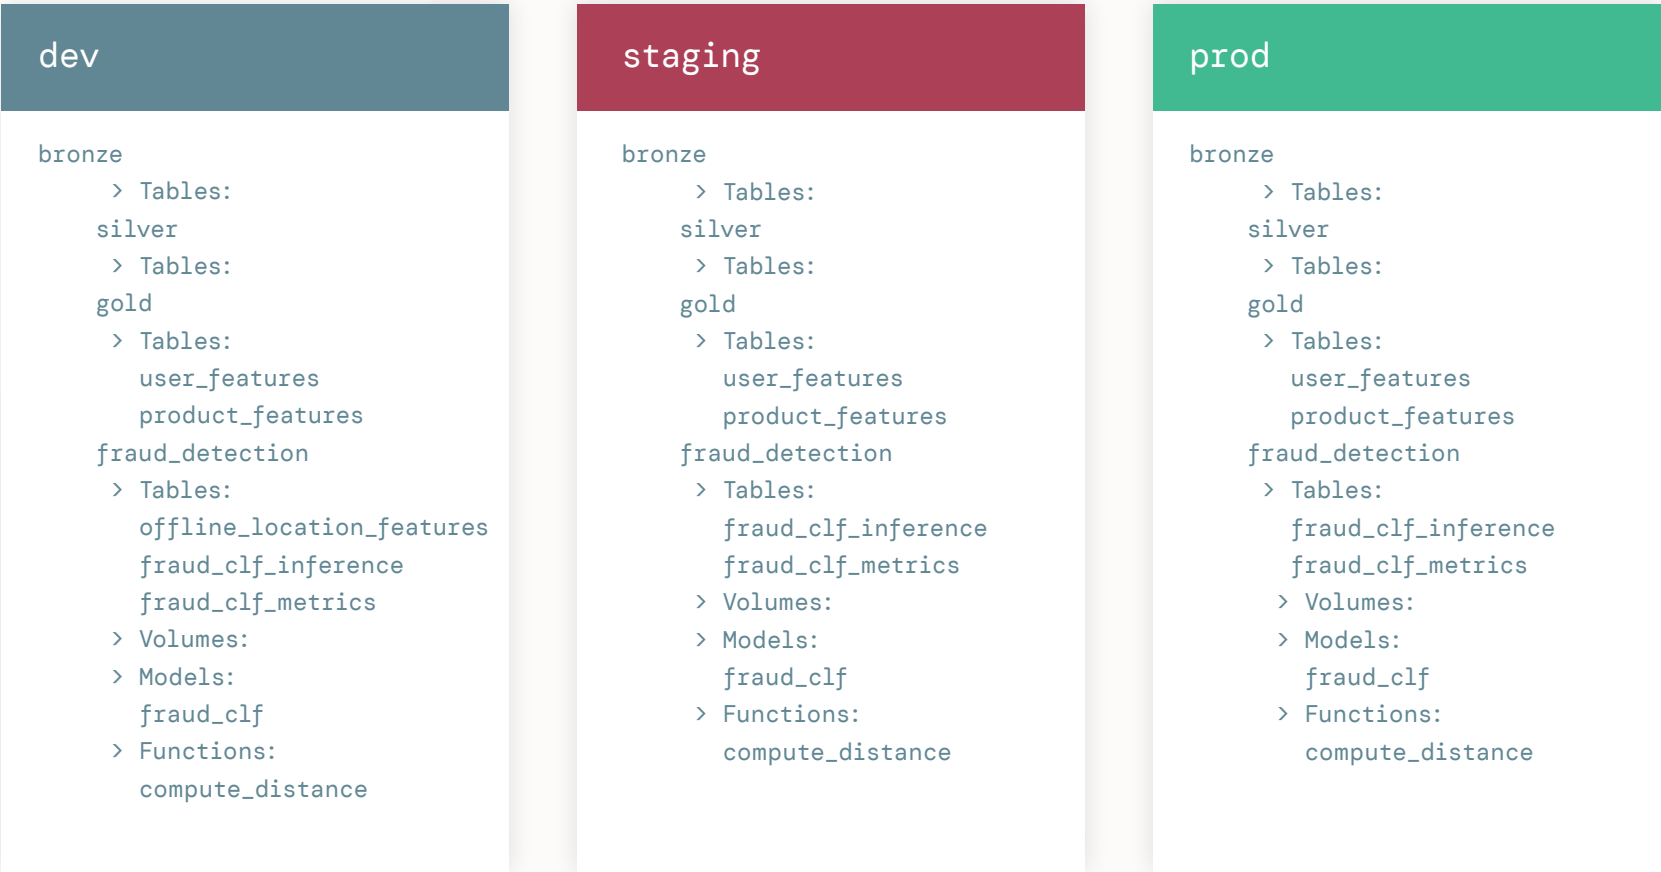 dev
bronze
> Tables:
silver
> Tables:
gold
> Tables:
user_features
product_features
fraud_detection
> Tables:
offline_location_features
fraud_clf_inference
fraud_clf_metrics
> Volumes:
> Models:
fraud_clf
> Functions:
compute_distance
staging
bronze
> Tables:
silver
> Tables:
gold
> Tables:
user_features
product_features
fraud_detection
> Tables:
fraud_clf_inference
fraud_clf_metrics
> Volumes:
> Models:
fraud_clf
> Functions:
compute_distance
prod
bronze
> Tables:
silver
> Tables:
gold
> Tables:
user_features
product_features
fraud_detection
> Tables:
fraud_clf_inference
fraud_clf_metrics
> Volumes:
> Models:
fraud_clf
> Functions:
compute_distance